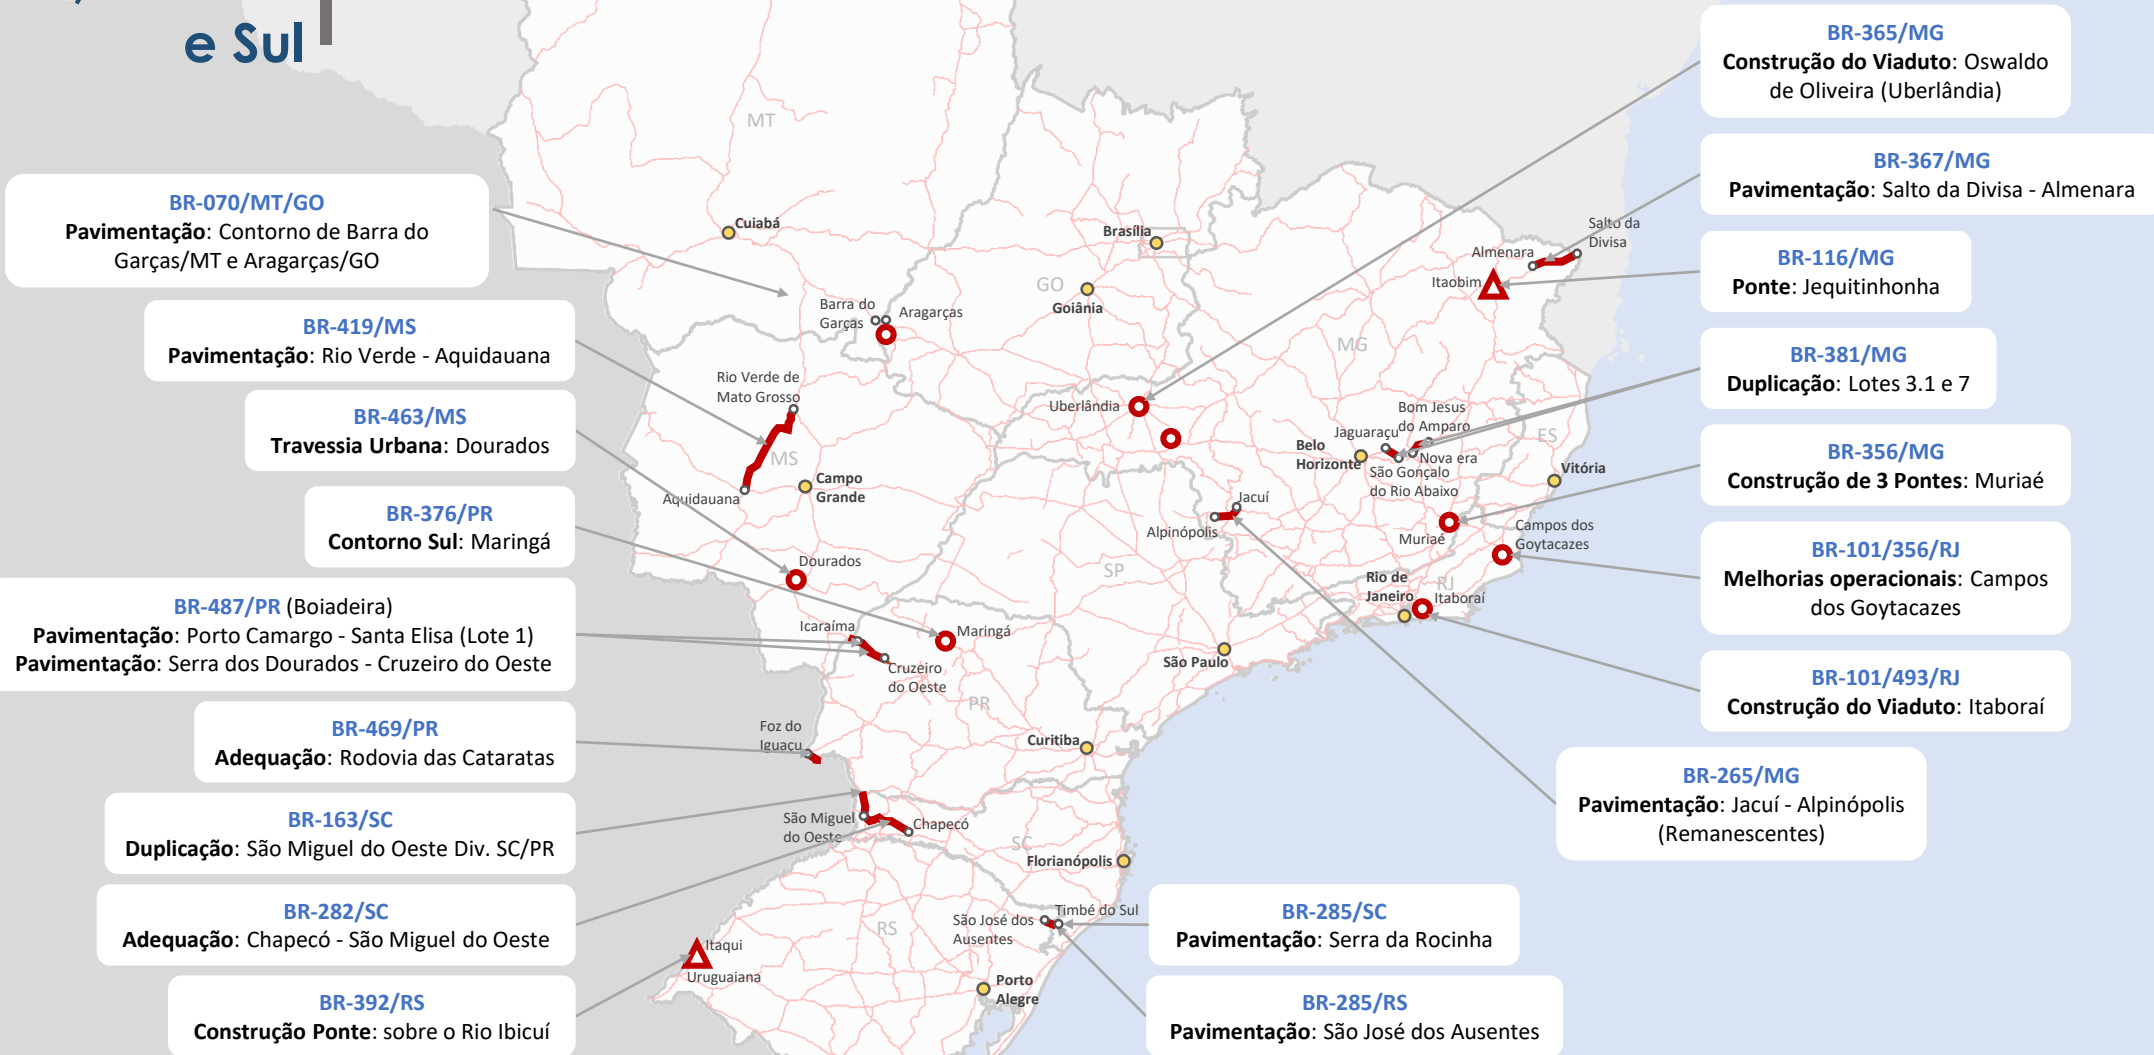 e Sul
BR-070/MT/GO
Pavimentação: Contorno de Barra do
Garças/MT e Aragarças/GO
BR-419/MS
Pavimentação: Rio Verde - Aquidauana
BR-463/MS
Travessia Urbana: Dourados
BR-376/PR
Contorno Sul: Maringá
BR-487/PR (Boiadeira)
Pavimentação: Porto Camargo - Santa Elisa (Lote 1)
Pavimentação: Serra dos Dourados - Cruzeiro do Oeste
BR-469/PR
Adequação: Rodovia das Cataratas
BR-163/SC
Duplicação: São Miguel do Oeste Div. SC/PR
BR-282/SC
Adequação: Chapecó - São Miguel do Oeste
BR-392/RS
Construção Ponte: sobre o Rio Ibicuí
MT
Cuiabá
Brasília
GO
Goiânia
Barra do
Garças
Aragarças
Rio Verde de
Mato Grosso
MS
Campo
Grande
Aquidauana
Dourados
Uberlândia
MG
Almenara
Salto da
Divisa
Itaobim
Bom Jesus
do Amparo
Jaguaraçu
Belo
Horizonte
Nova era
São Gonçalo
do Rio Abaixo
ES
Vitória
Jacuí
Alpinópolis
Muriaé
Campos dos
Goytacazes
SP
Rio de
Janeiro
RJ
Itaboraí
São Paulo
Icaraíma
Maringá
Cruzeiro
do Oeste
PR
Foz do
Iguaçu
Curitiba
São Miguel
do Oeste
Chapecó
SC
Florianópolis
RS
São José dos
Ausentes
Timbé do Sul
Itaqui
Uruguaiana
Porto
Alegre
BR-365/MG
Construção do Viaduto: Oswaldo
de Oliveira (Uberlândia)
BR-367/MG
Pavimentação: Salto da Divisa - Almenara
BR-116/MG
Ponte: Jequitinhonha
BR-381/MG
Duplicação: Lotes 3.1 e 7
BR-356/MG
Construção de 3 Pontes: Muriaé
BR-101/356/RJ
Melhorias operacionais: Campos
dos Goytacazes
BR-101/493/RJ
Construção do Viaduto: Itaboraí
BR-265/MG
Pavimentação: Jacuí - Alpinópolis
(Remanescentes)
BR-285/SC
Pavimentação: Serra da Rocinha
BR-285/RS
Pavimentação: São José dos Ausentes